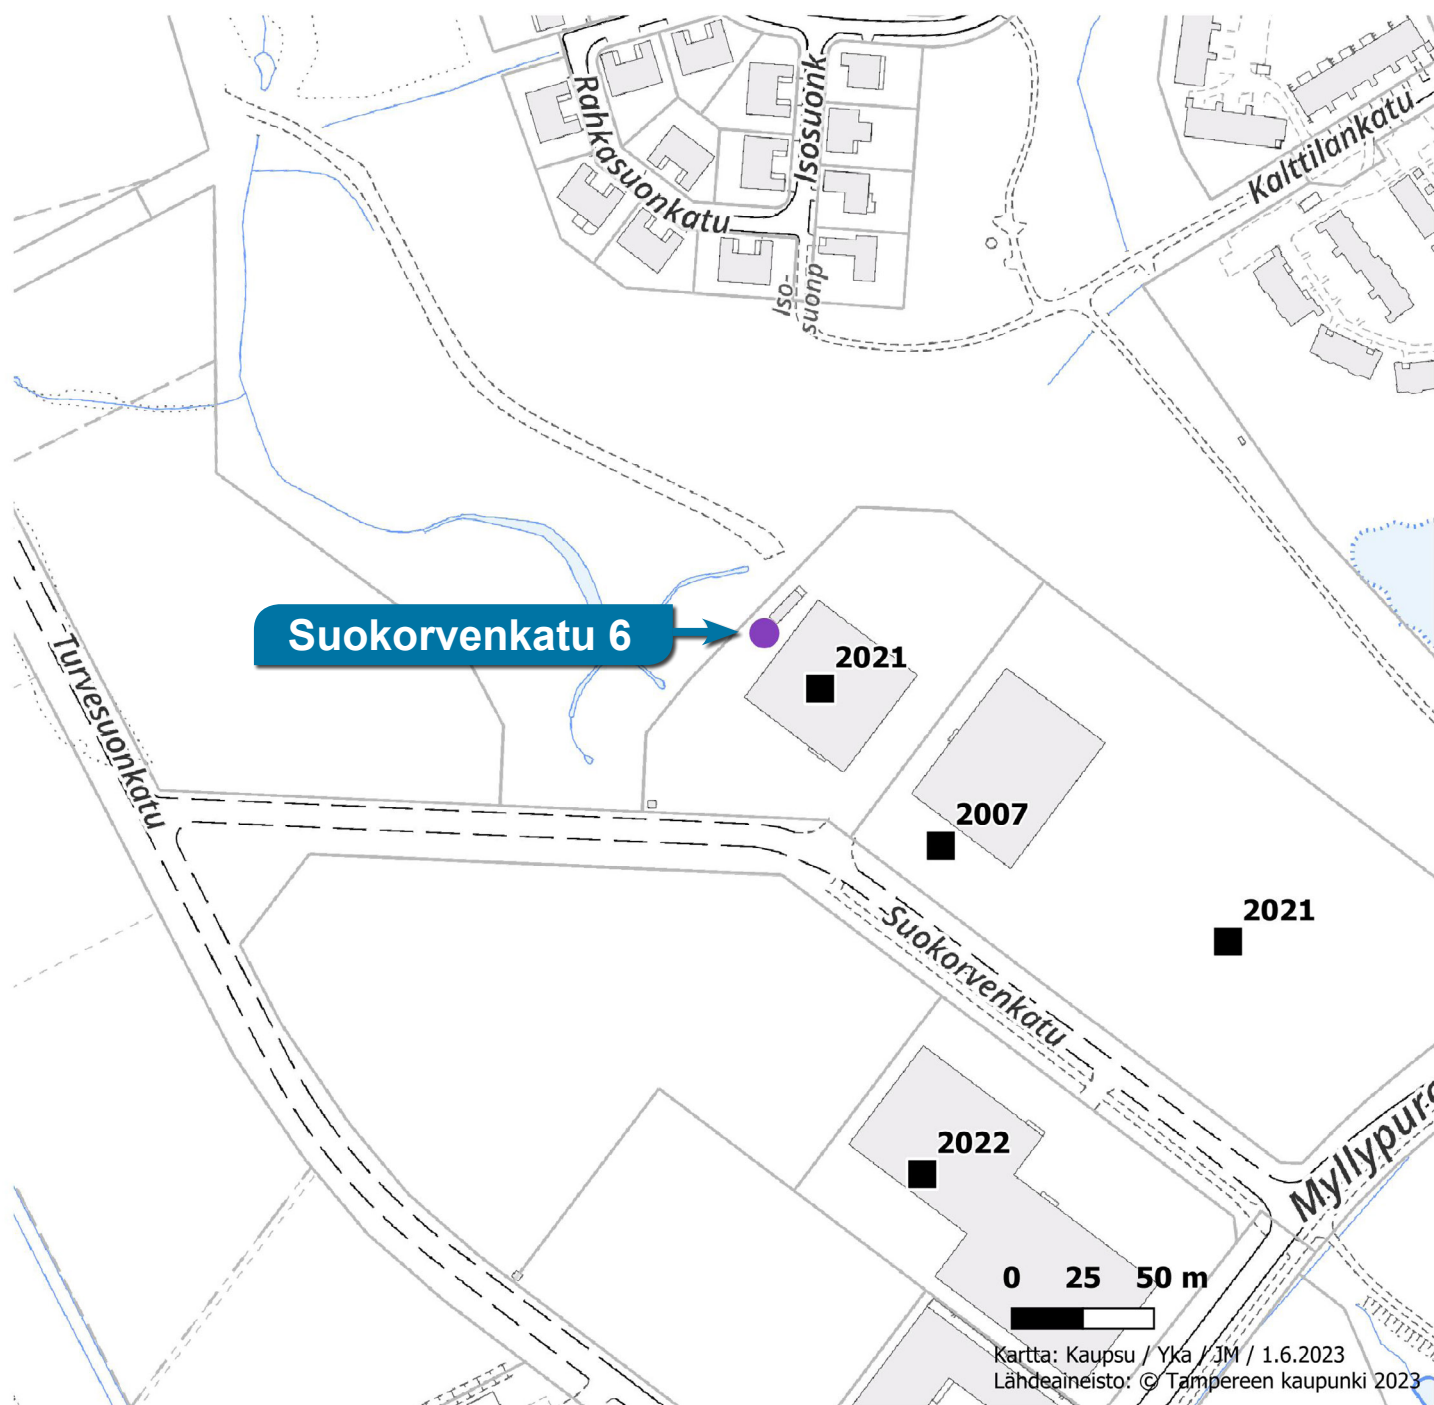 Rahkasuonkatu
Isosuonk
Kalttilankatu
Iso-
suonp
Suokorvenkatu 6
2021
Turvesuonkatu
2007
2021
Suokorvenkatu
2022
Myllypuro
0 25 50 m
Kartta: Kaupsu / Yka / JM / 1.6.2023
Lähdeaineisto: © Tampereen kaupunki 2023